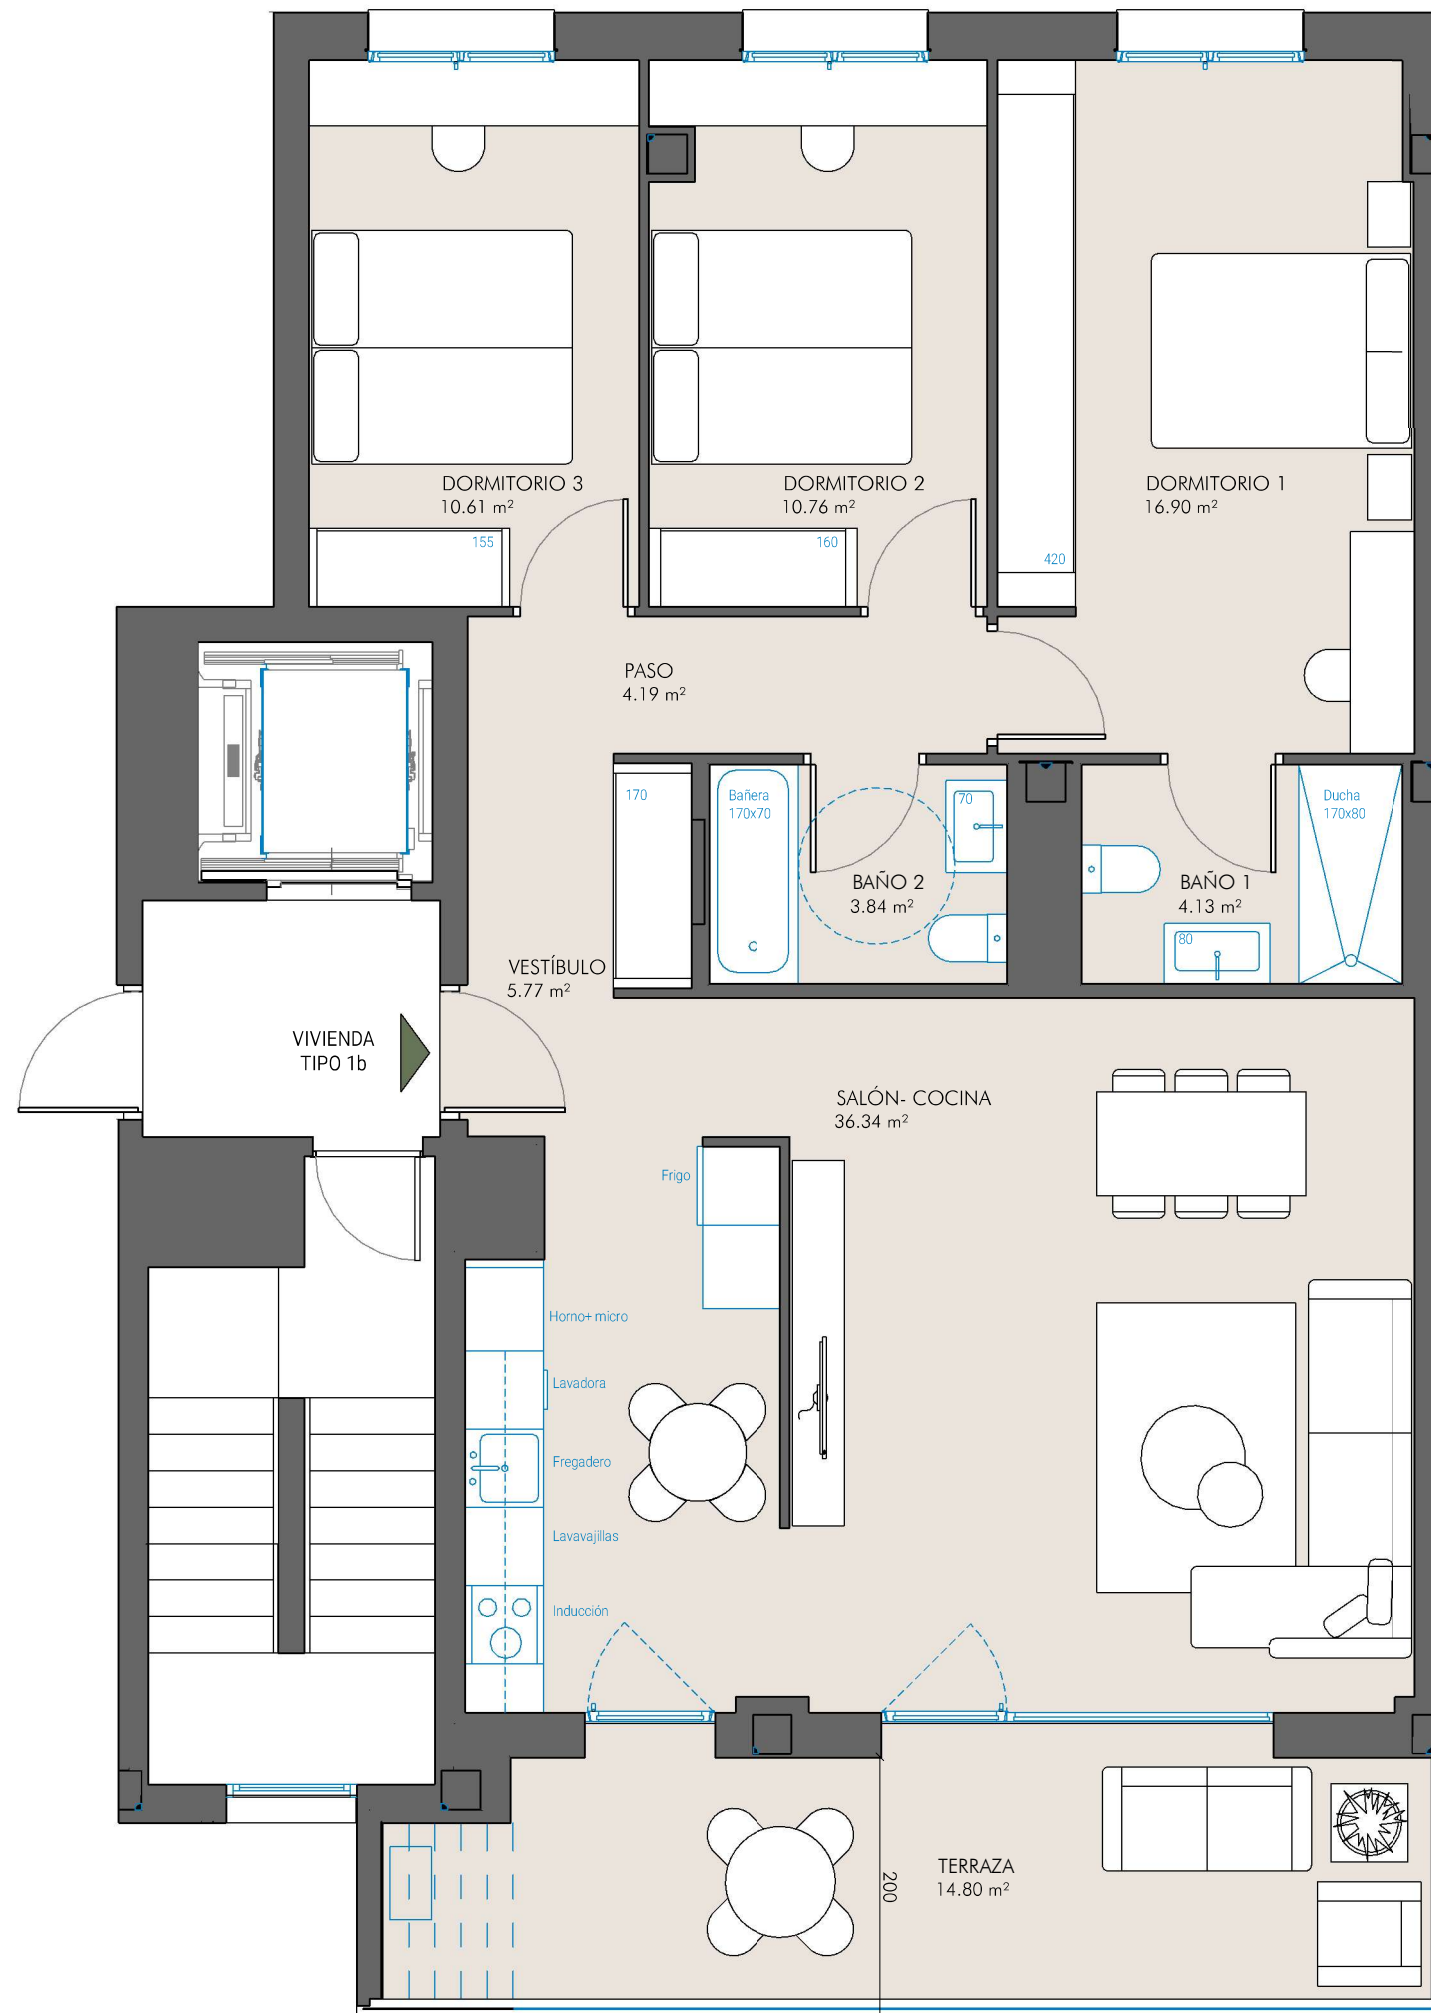 DORMITORIO 3
10.61 m²
155
DORMITORIO 2
10.76 m²
160
DORMITORIO 1
16.90 m²
420
PASO
4.19 m²
170
Bañera
170x70
70
BAÑO 2
3.84 m²
Ducha
170x80
BAÑO 1
4.13 m²
80
VESTÍBULO
5.77 m²
VIVIENDA
TIPO 1b
SALÓN- COCINA
36.34 m²
Frigo
Horno+ micro
Lavadora
Fregadero
Lavavajillas
Inducción
TERRAZA
14.80 m²
200